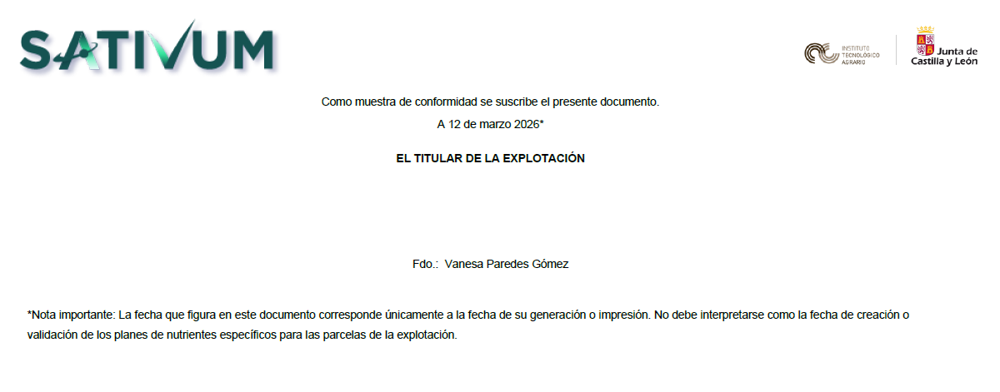 SATIVUM
INSTITUTO
TECNOLÓGICO
AGRARIO
Junta de
Castilla y León
Como muestra de conformidad se suscribe el presente documento.
A 12 de marzo 2026*
EL TITULAR DE LA EXPLOTACIÓN
Fdo.: Vanesa Paredes Gómez
*Nota importante: La fecha que figura en este documento corresponde únicamente a la fecha de su generación o impresión. No debe interpretarse como la fecha de creación o
validación de los planes de nutrientes específicos para las parcelas de la explotación.